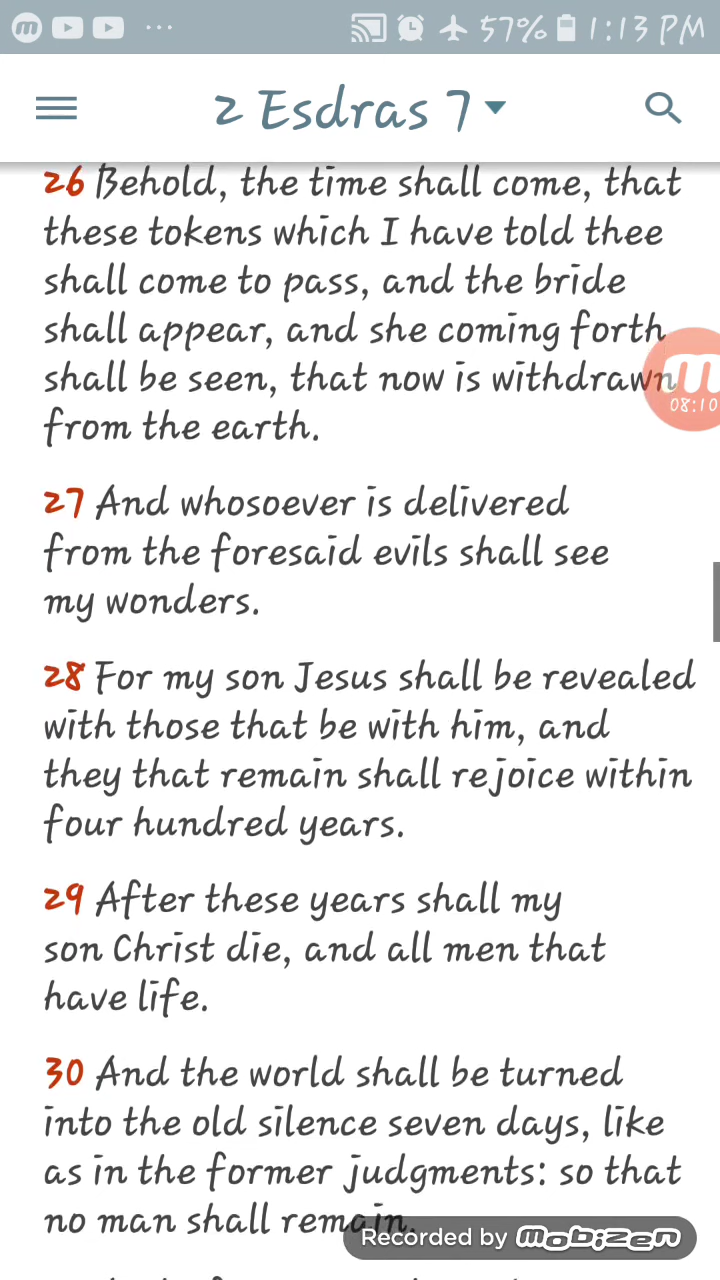 57% 1:13 PM
2 Esdras 7
26 Behold, the time shall come, that
these tokens which I have told thee
shall come to pass, and the bride
shall appear, and she coming forth
shall be seen, that now is withdrawn
from the earth.
08:10
27 And whosoever is delivered
from the foresaid evils shall see
my wonders.
28 For my son Jesus shall be revealed
with those that be with him, and
they that remain shall rejoice within
four hundred years.
29 After these years shall my
son Christ die, and all men that
have life.
30 And the world shall be turned
into the old silence seven days, like
as in the former judgments: so that
no man shall remain.
Recorded by mobizen